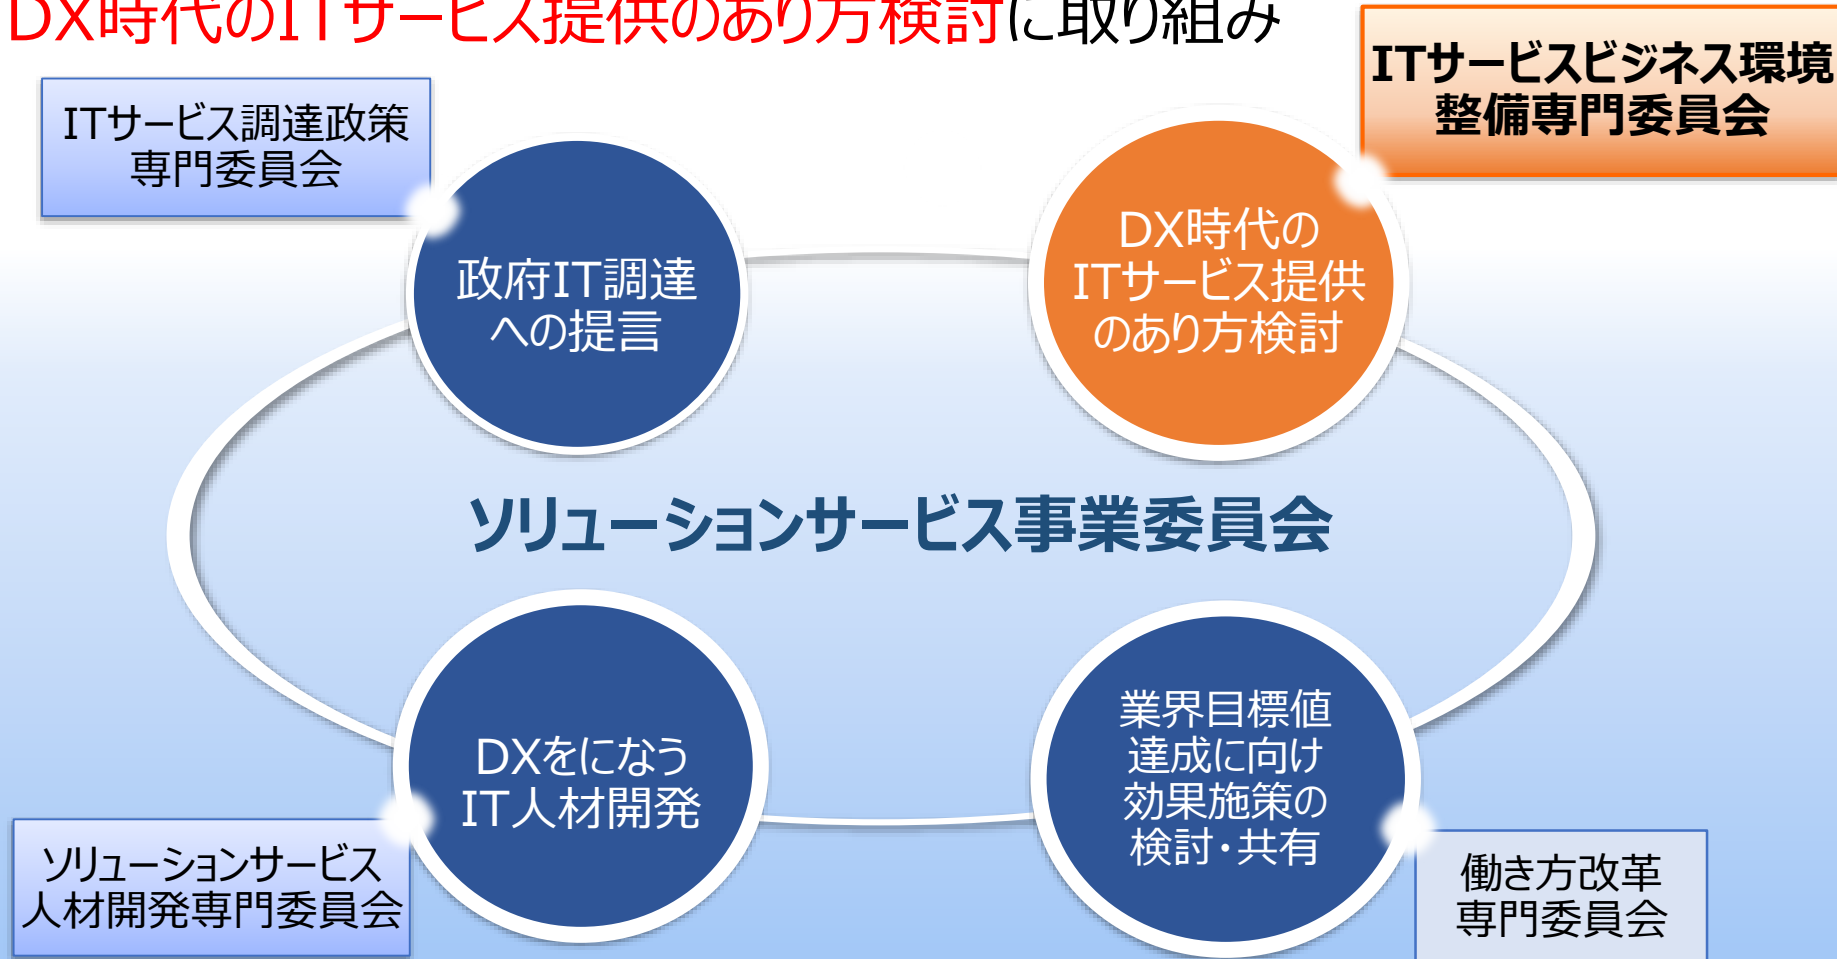 DX時代のITサービス提供のあり方検討に取り組み
ITサービス調達政策
専門委員会
ITサービスビジネス環境
整備専門委員会
政府IT調達
への提言
DX時代の
ITサービス提供
のあり方検討
ソリューションサービス事業委員会
DXをになう
IT人材開発
業界目標値
達成に向け
効果施策の
検討・共有
ソリューションサービス
人材開発専門委員会
働き方改革
専門委員会